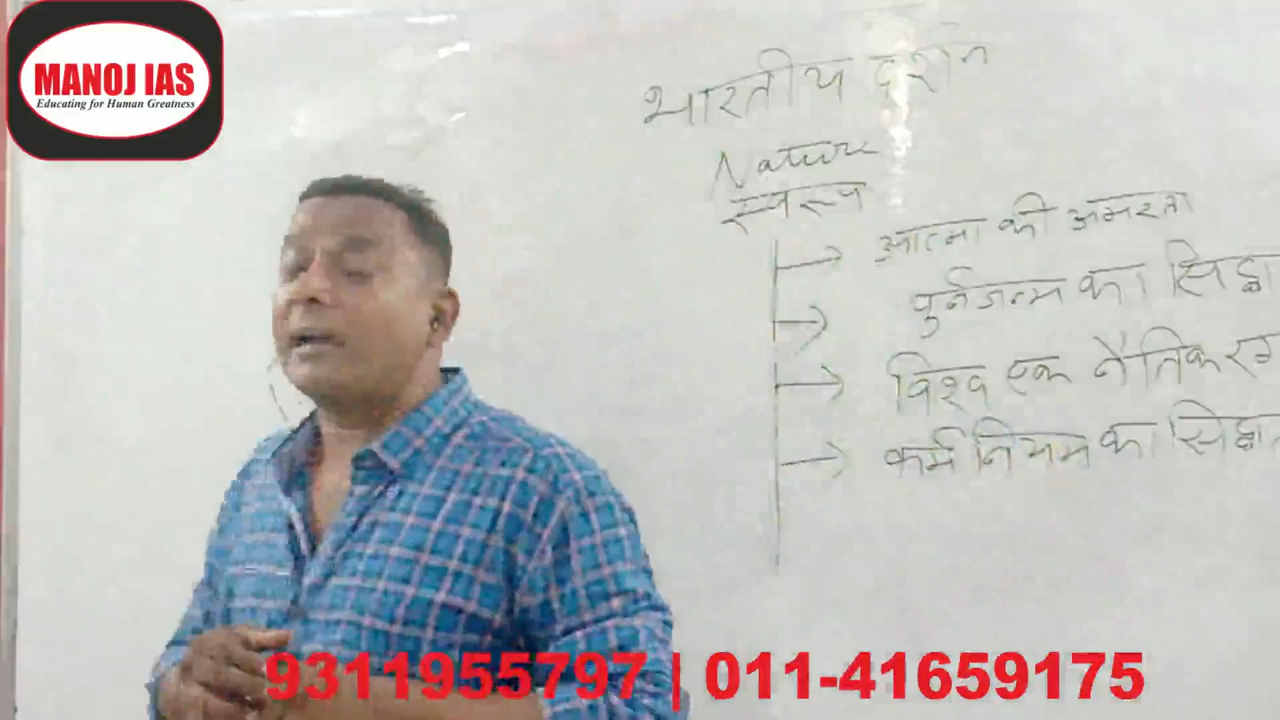 MANOJ IAS
Educating for Human Greatness
भारतीय दर्शन
Nature
स्वरूप
आत्मा की अमरता
पुर्नजन्म का सिद्धा
विश्व एक नैतिक
कर्म नियम का सिद्धा
9311955797 | 011-41659175